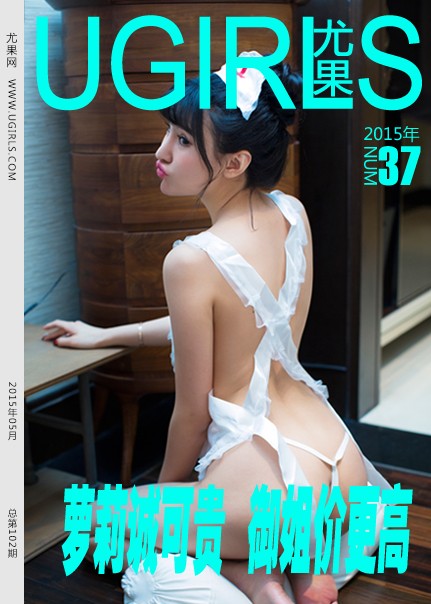 UGIRLS
尤果
2015年
NUM 37
尤果网 WWW.UGIRLS.COM
2015年05月
总第102期
萝莉诚可贵 御姐价更高